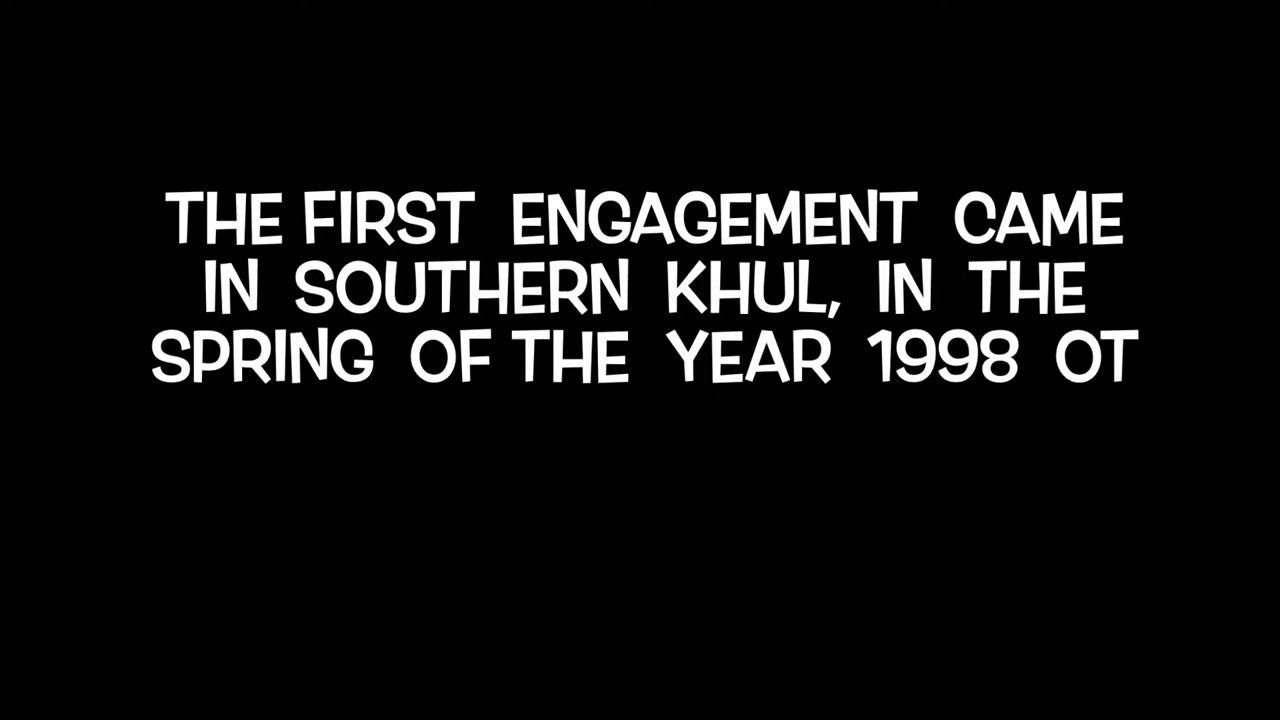 THE FIRST ENGAGEMENT CAME
IN SOUTHERN KHUL, IN THE
SPRING OF THE YEAR 1998 OT